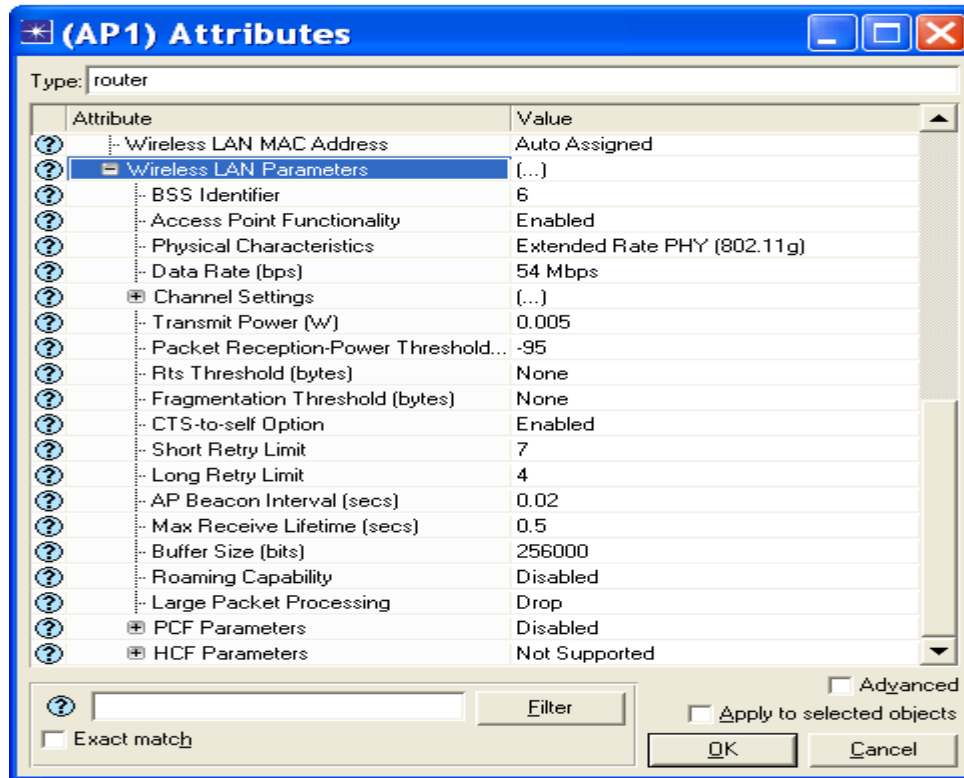 (AP1) Attributes
Type: router
Attribute Value
Wireless LAN MAC Address Auto Assigned
Wireless LAN Parameters (...)
BSS Identifier 6
Access Point Functionality Enabled
Physical Characteristics Extended Rate PHY (802.11g)
Data Rate (bps) 54 Mbps
Channel Settings (...)
Transmit Power (W) 0.005
Packet Reception-Power Threshold... -95
Rts Threshold (bytes) None
Fragmentation Threshold (bytes) None
CTS-to-self Option Enabled
Short Retry Limit 7
Long Retry Limit 4
AP Beacon Interval (secs) 0.02
Max Receive Lifetime (secs) 0.5
Buffer Size (bits) 256000
Roaming Capability Disabled
Large Packet Processing Drop
PCF Parameters Disabled
HCF Parameters Not Supported
Advanced
Filter Apply to selected objects
Exact match
OK Cancel